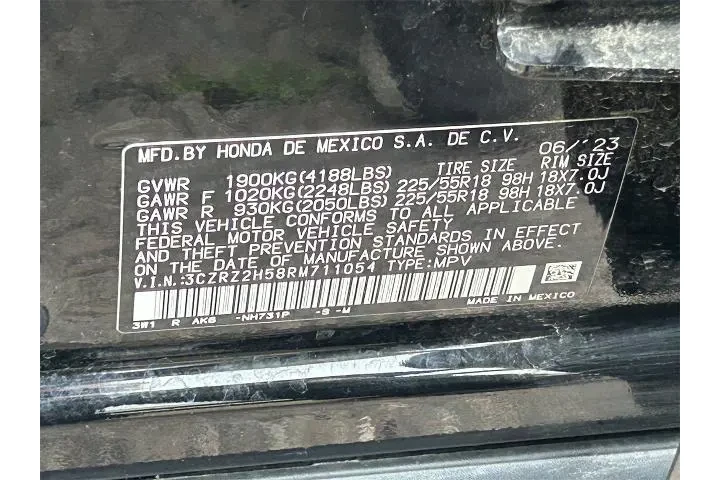 MFD.BY HONDA DE MEXICO S.A. DE C.V. 06/'23
GVWR 1900KG(4188LBS) TIRE SIZE RIM SIZE
GAWR F 1020KG(2248LBS) 225/55R18 98H 18X7.0J
GAWR R 930KG(2050LBS) 225/55R18 98H 18X7.0J
THIS VEHICLE CONFORMS TO ALL APPLICABLE
FEDERAL MOTOR VEHICLE SAFETY
AND THEFT PREVENTION STANDARDS IN EFFECT
ON THE DATE OF MANUFACTURE SHOWN ABOVE.
V.I.N.:3CZRZ2H58RM711054 TYPE:MPV
MADE IN MEXICO
3W1 R AK6 -NH731P -S -M